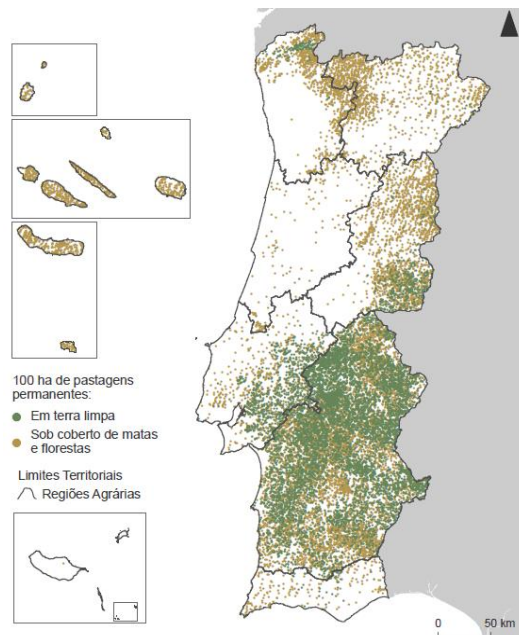 100 ha de pastagens
permanentes:
Em terra limpa
Sob coberto de matas
e florestas
Limites Territoriais
Regiões Agrárias
0 50 km